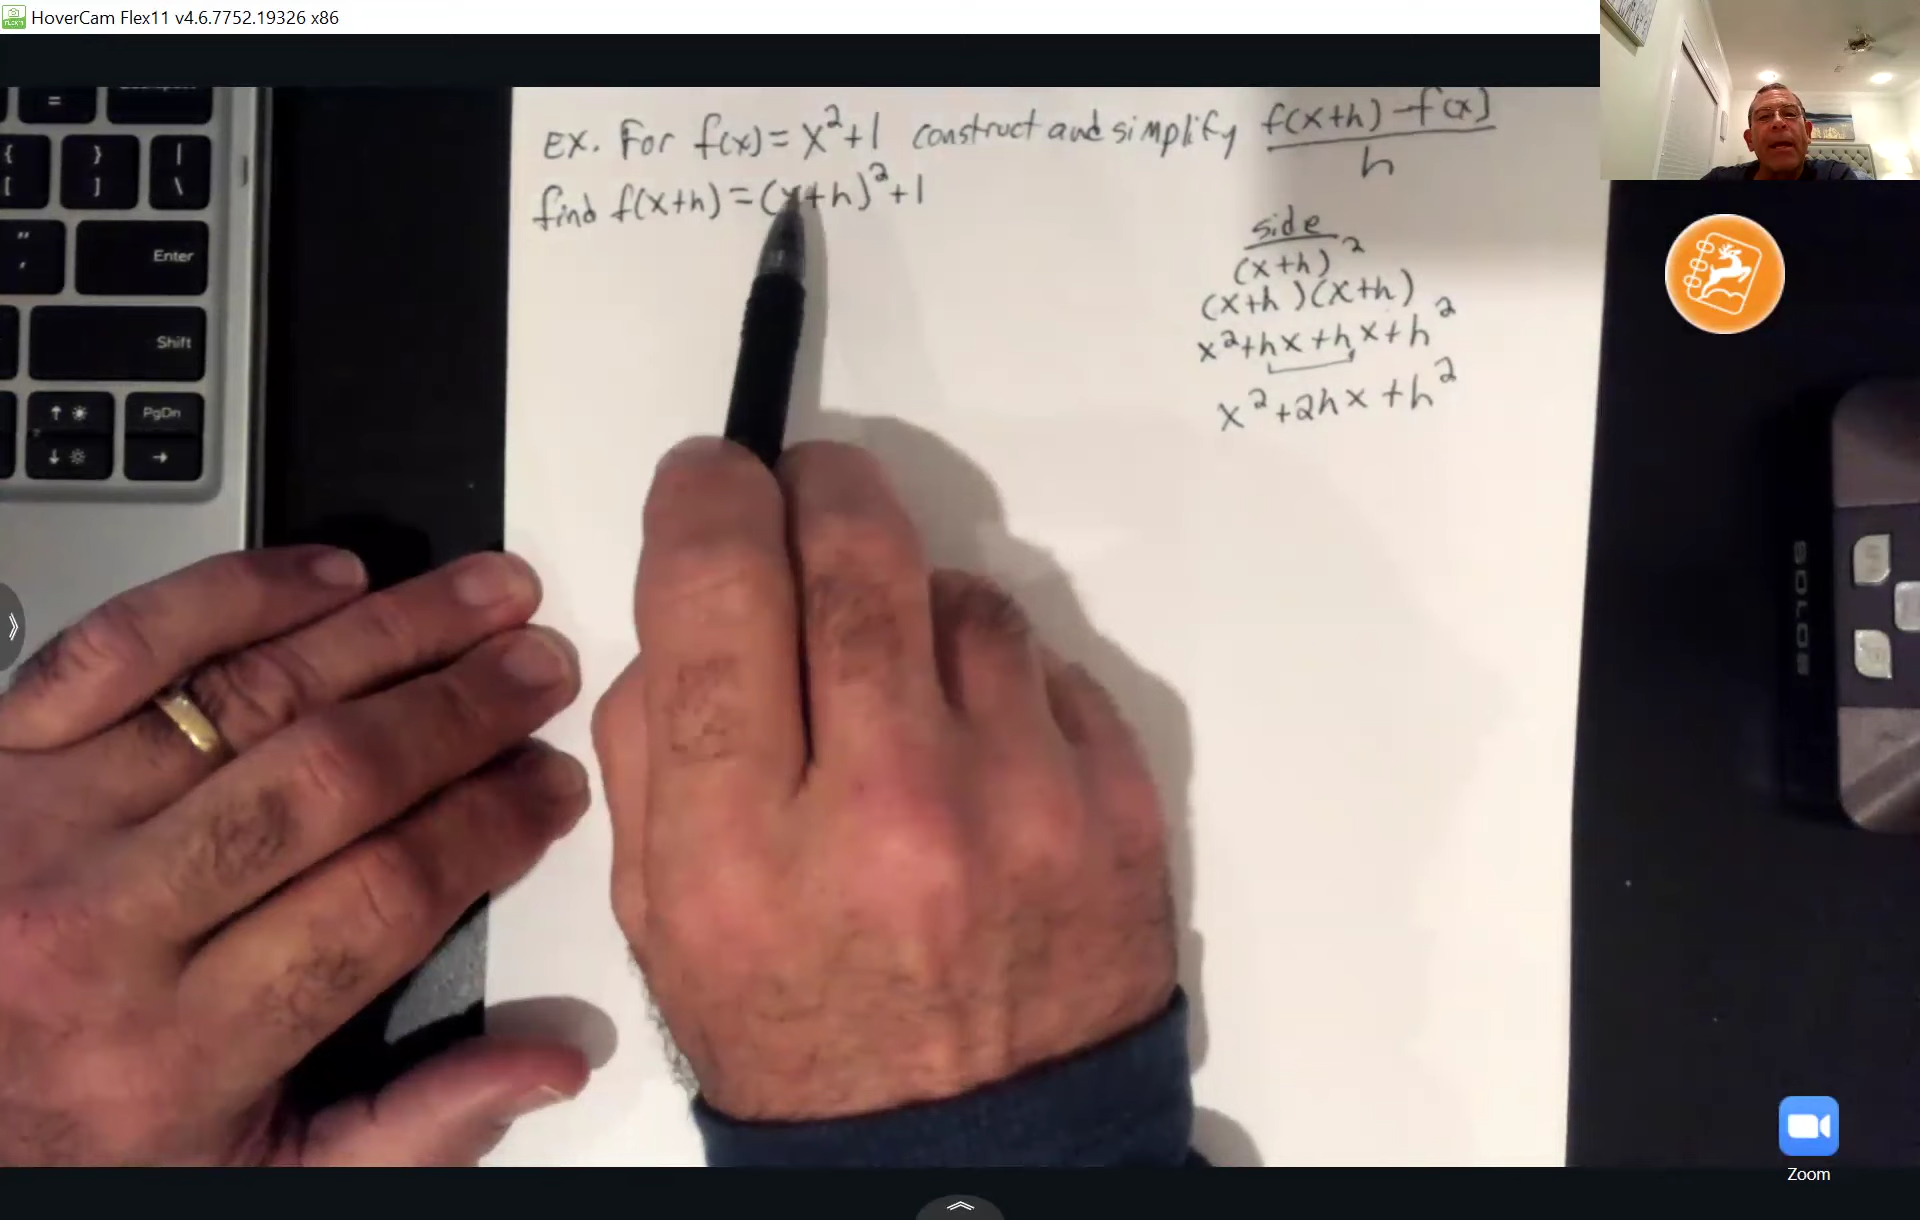 HoverCam Flex11 v4.6.7752.19326 x86
=
{
[
}
]
|
\
"
'
Enter
Shift
PgDn
EX. For f(x) = x²+1 construct and simplify f(x+h) - f(x)
h
find f(x+h) = (x+h)²+1
side
(x+h)²
(x+h)(x+h)
x²+hx+hx+h²
x²+2hx+h²
SOLOS
Zoom